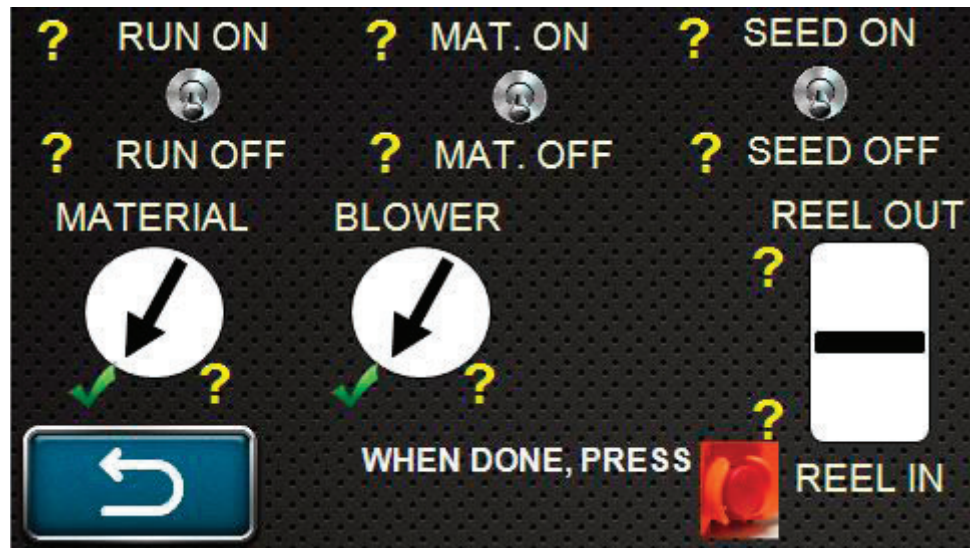 ? RUN ON ? MAT. ON ? SEED ON
? RUN OFF ? MAT. OFF ? SEED OFF
MATERIAL BLOWER REEL OUT
?
? ?
?
WHEN DONE, PRESS
REEL IN